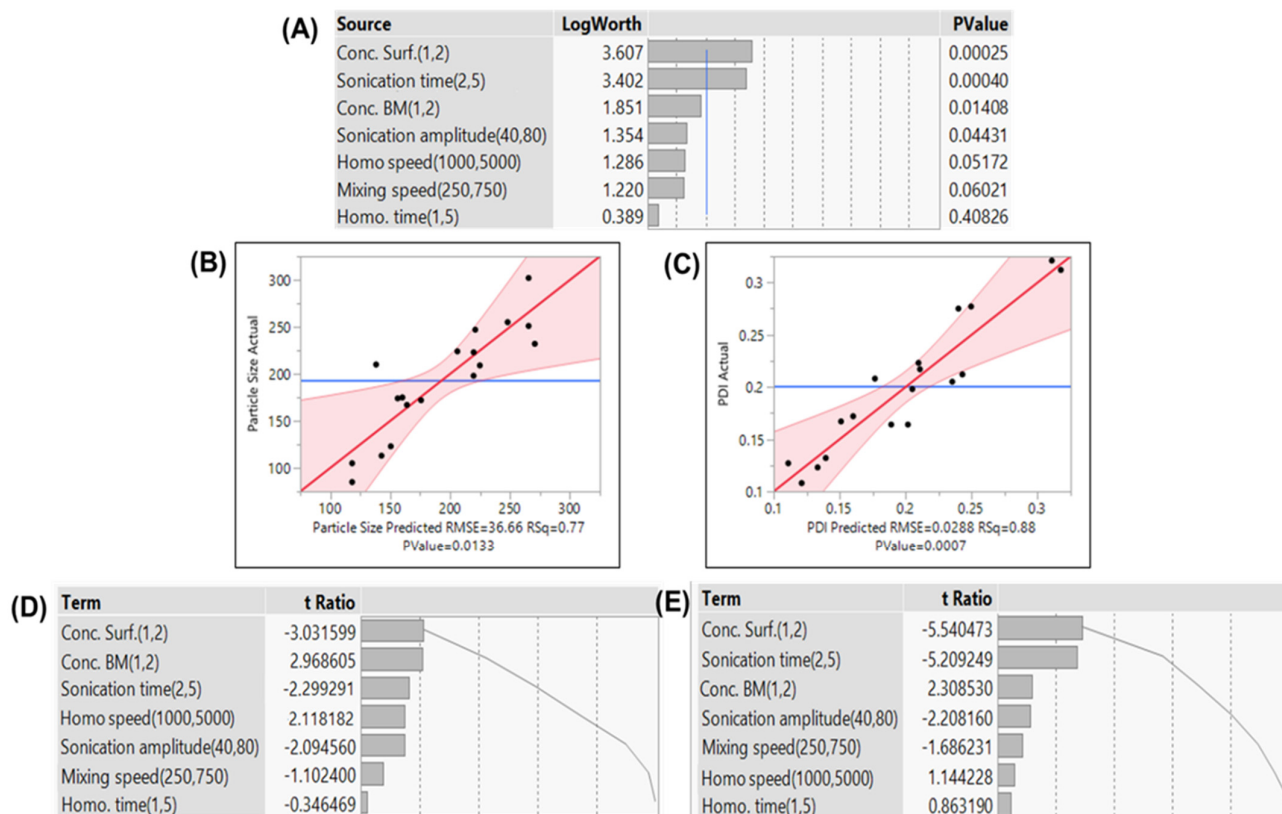 (A)
Source LogWorth PValue
Conc. Surf.(1,2) 3.607 0.00025
Sonication time(2,5) 3.402 0.00040
Conc. BM(1,2) 1.851 0.01408
Sonication amplitude(40,80) 1.354 0.04431
Homo speed(1000,5000) 1.286 0.05172
Mixing speed(250,750) 1.220 0.06021
Homo. time(1,5) 0.389 0.40826
(B)
Particle Size Actual
300
250
200
150
100
100 150 200 250 300
Particle Size Predicted RMSE=36.66 RSq=0.77
PValue=0.0133
(C)
PDI Actual
0.3
0.25
0.2
0.15
0.1
0.1 0.15 0.2 0.25 0.3
PDI Predicted RMSE=0.0288 RSq=0.88
PValue=0.0007
(D)
Term t Ratio
Conc. Surf.(1,2) -3.031599
Conc. BM(1,2) 2.968605
Sonication time(2,5) -2.299291
Homo speed(1000,5000) 2.118182
Sonication amplitude(40,80) -2.094560
Mixing speed(250,750) -1.102400
Homo. time(1,5) -0.346469
(E)
Term t Ratio
Conc. Surf.(1,2) -5.540473
Sonication time(2,5) -5.209249
Conc. BM(1,2) 2.308530
Sonication amplitude(40,80) -2.208160
Mixing speed(250,750) -1.686231
Homo speed(1000,5000) 1.144228
Homo. time(1,5) 0.863190